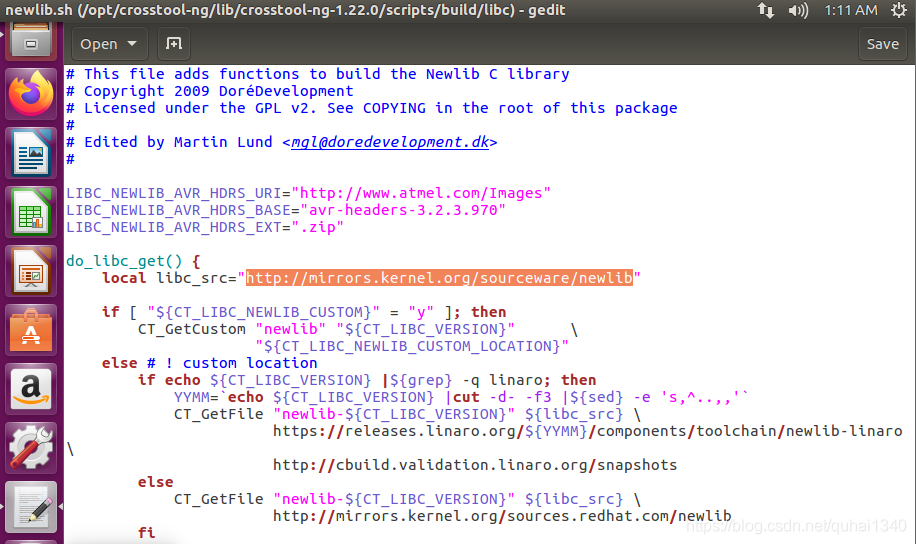 newlib.sh (/opt/crosstool-ng/lib/crosstool-ng-1.22.0/scripts/build/libc) - gedit
1:11 AM
Open
Save
# This file adds functions to build the Newlib C library
# Copyright 2009 DoréDevelopment
# Licensed under the GPL v2. See COPYING in the root of this package
#
# Edited by Martin Lund <mgl@doredevelopment.dk>
#
LIBC_NEWLIB_AVR_HDRS_URI="http://www.atmel.com/Images"
LIBC_NEWLIB_AVR_HDRS_BASE="avr-headers-3.2.3.970"
LIBC_NEWLIB_AVR_HDRS_EXT=".zip"
do_libc_get() {
    local libc_src="http://mirrors.kernel.org/sourceware/newlib"
    if [ "${CT_LIBC_NEWLIB_CUSTOM}" = "y" ]; then
        CT_GetCustom "newlib" "${CT_LIBC_VERSION}"      \
                     "${CT_LIBC_NEWLIB_CUSTOM_LOCATION}"
    else # ! custom location
        if echo ${CT_LIBC_VERSION} |${grep} -q linaro; then
            YYMM=`echo ${CT_LIBC_VERSION} |cut -d- -f3 |${sed} -e 's,^..,,'`
            CT_GetFile "newlib-${CT_LIBC_VERSION}" ${libc_src} \
                       https://releases.linaro.org/${YYMM}/components/toolchain/newlib-linaro
\
                       http://cbuild.validation.linaro.org/snapshots
        else
            CT_GetFile "newlib-${CT_LIBC_VERSION}" ${libc_src} \
                       http://mirrors.kernel.org/sources.redhat.com/newlib
        fi
https://blog.csdn.net/quhai1340